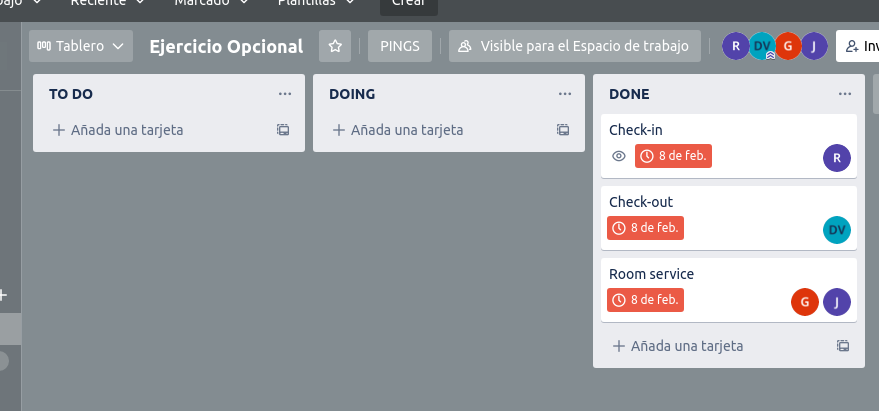 Reciente
Marcado
Plantillas
Crear
Tablero
Ejercicio Opcional
PINGS
Visible para el Espacio de trabajo
R
DV
G
J
TO DO
Añada una tarjeta
DOING
Añada una tarjeta
DONE
Check-in
8 de feb.
R
Check-out
8 de feb.
DV
Room service
8 de feb.
G
J
Añada una tarjeta